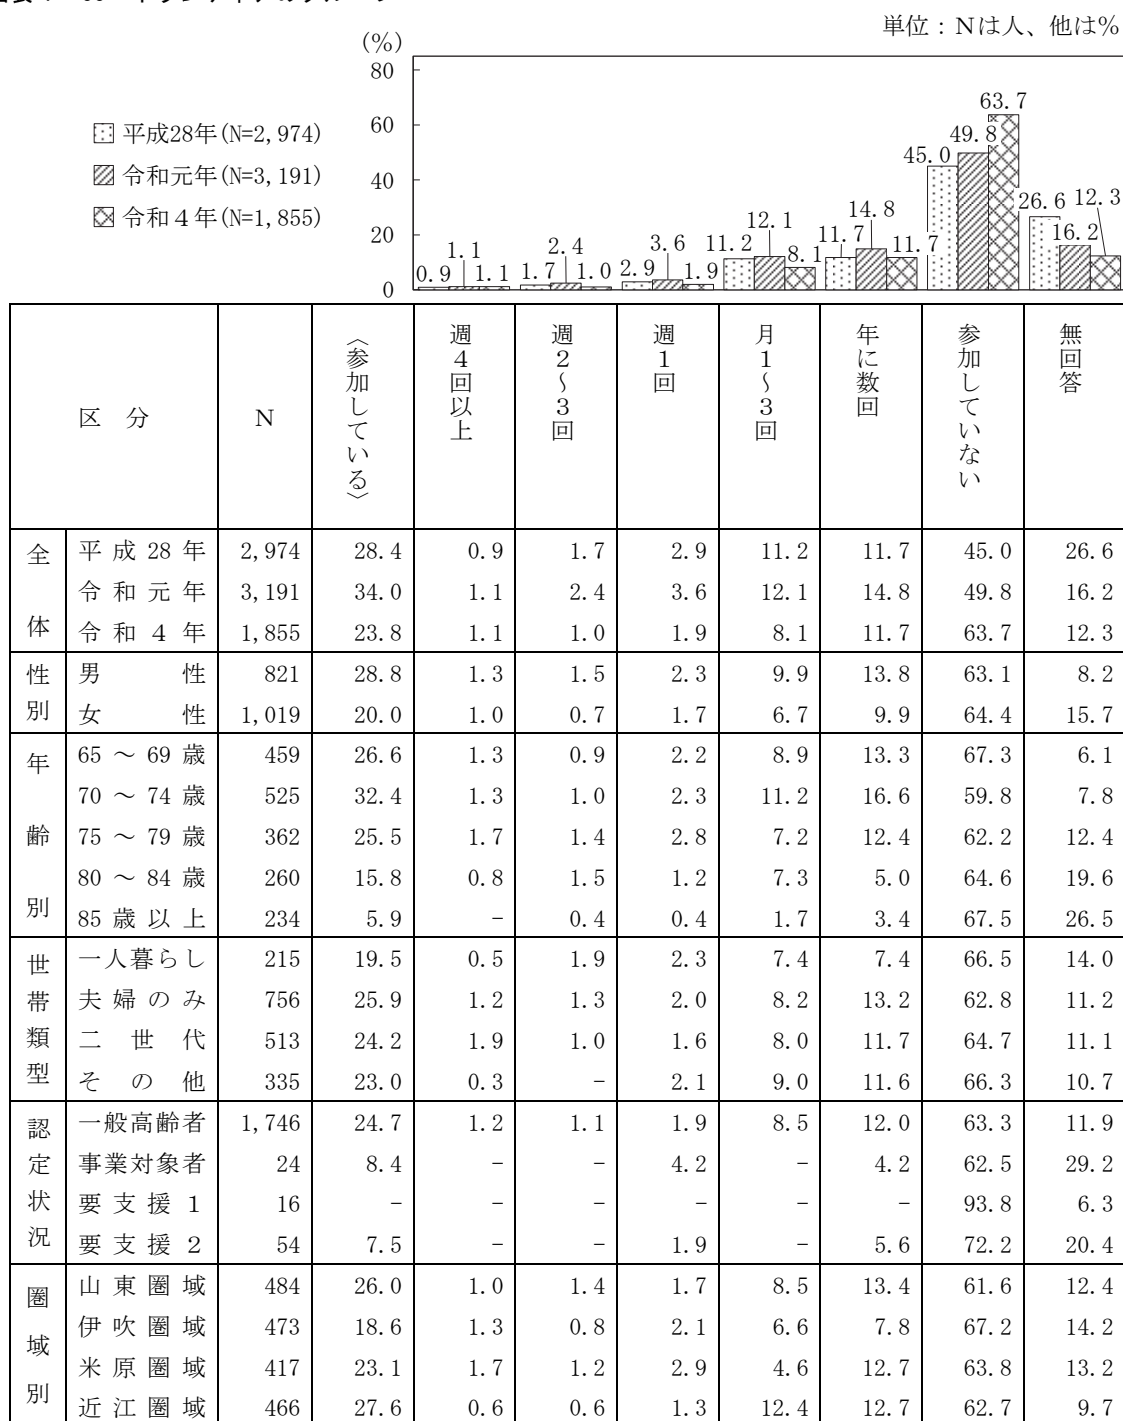 単位：Nは人、他は％
(％)
80
60
40
20
0
平成28年(N=2,974)
令和元年(N=3,191)
令和４年(N=1,855)
0.9 1.1 1.1 1.7 2.4 1.0 2.9 3.6 1.9 11.2 12.1 8.1 11.7 14.8 11.7 45.0 49.8 63.7 26.6 16.2 12.3
区分 N 〈参加している〉 週４回以上 週２～３回 週１回 月１～３回 年に数回 参加していない 無回答
全体
平成28年 2,974 28.4 0.9 1.7 2.9 11.2 11.7 45.0 26.6
令和元年 3,191 34.0 1.1 2.4 3.6 12.1 14.8 49.8 16.2
令和４年 1,855 23.8 1.1 1.0 1.9 8.1 11.7 63.7 12.3
性別
男性 821 28.8 1.3 1.5 2.3 9.9 13.8 63.1 8.2
女性 1,019 20.0 1.0 0.7 1.7 6.7 9.9 64.4 15.7
年齢別
65～69歳 459 26.6 1.3 0.9 2.2 8.9 13.3 67.3 6.1
70～74歳 525 32.4 1.3 1.0 2.3 11.2 16.6 59.8 7.8
75～79歳 362 25.5 1.7 1.4 2.8 7.2 12.4 62.2 12.4
80～84歳 260 15.8 0.8 1.5 1.2 7.3 5.0 64.6 19.6
85歳以上 234 5.9 － 0.4 0.4 1.7 3.4 67.5 26.5
世帯類型
一人暮らし 215 19.5 0.5 1.9 2.3 7.4 7.4 66.5 14.0
夫婦のみ 756 25.9 1.2 1.3 2.0 8.2 13.2 62.8 11.2
二世代 513 24.2 1.9 1.0 1.6 8.0 11.7 64.7 11.1
その他 335 23.0 0.3 － 2.1 9.0 11.6 66.3 10.7
認定状況
一般高齢者 1,746 24.7 1.2 1.1 1.9 8.5 12.0 63.3 11.9
事業対象者 24 8.4 － － 4.2 － 4.2 62.5 29.2
要支援１ 16 － － － － － － 93.8 6.3
要支援２ 54 7.5 － － 1.9 － 5.6 72.2 20.4
圏域別
山東圏域 484 26.0 1.0 1.4 1.7 8.5 13.4 61.6 12.4
伊吹圏域 473 18.6 1.3 0.8 2.1 6.6 7.8 67.2 14.2
米原圏域 417 23.1 1.7 1.2 2.9 4.6 12.7 63.8 13.2
近江圏域 466 27.6 0.6 0.6 1.3 12.4 12.7 62.7 9.7